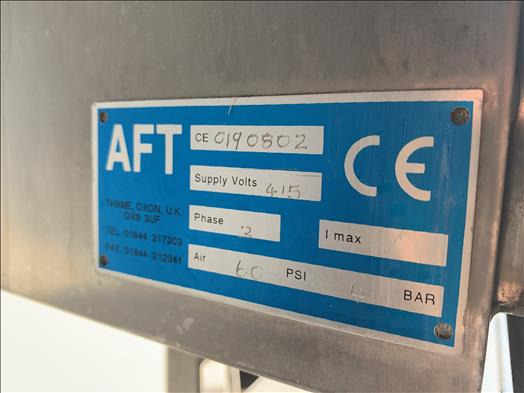 AFT
CE 0190802
CE
Supply Volts 415
THAME, OXON, U.K.
OX9 3UF
Phase 3
I max
TEL 01844 217303
FAX 01844 212341
Air 60 PSI 4 BAR